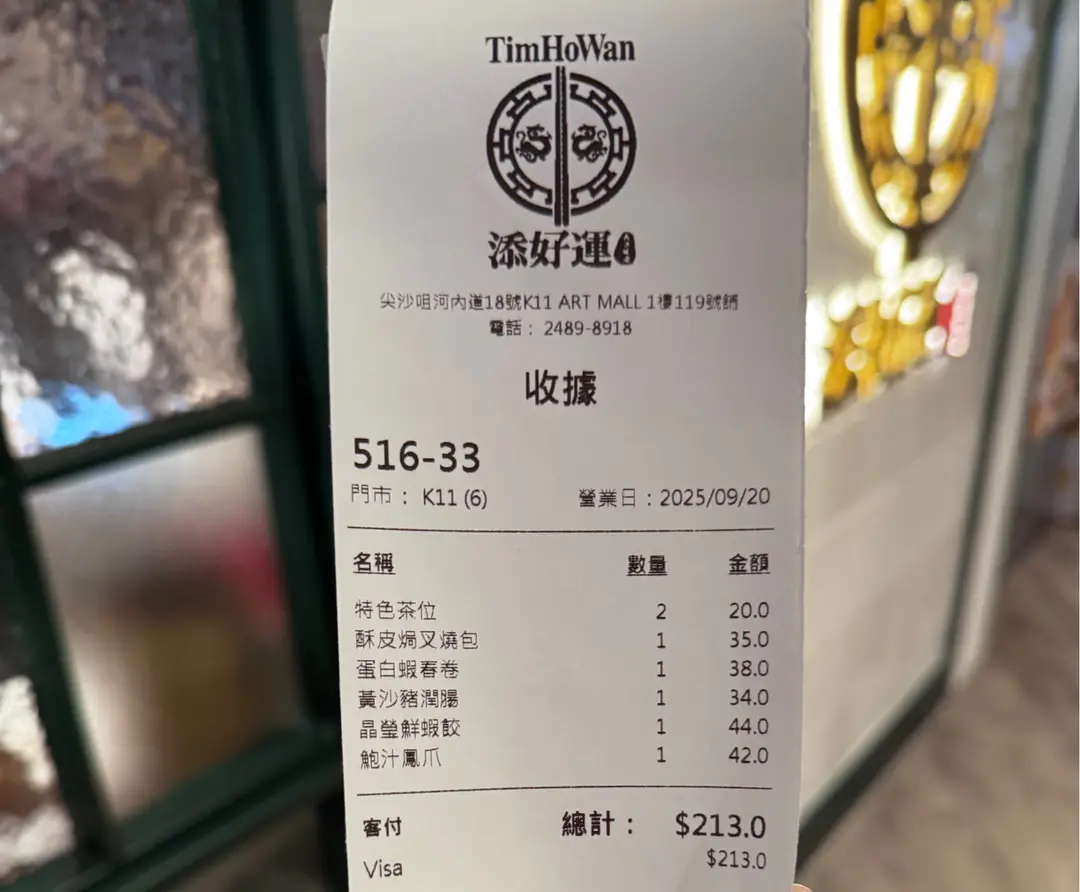 TimHoWan
添好運
尖沙咀河內道18號K11 ART MALL 1樓119號舖
電話： 2489-8918
收據
516-33
門市： K11 (6) 營業日：2025/09/20
名稱 數量 金額
特色茶位 2 20.0
酥皮焗叉燒包 1 35.0
蛋白蝦春卷 1 38.0
黃沙豬潤腸 1 34.0
晶瑩鮮蝦餃 1 44.0
鮑汁鳳爪 1 42.0
客付 總計： $213.0
Visa $213.0